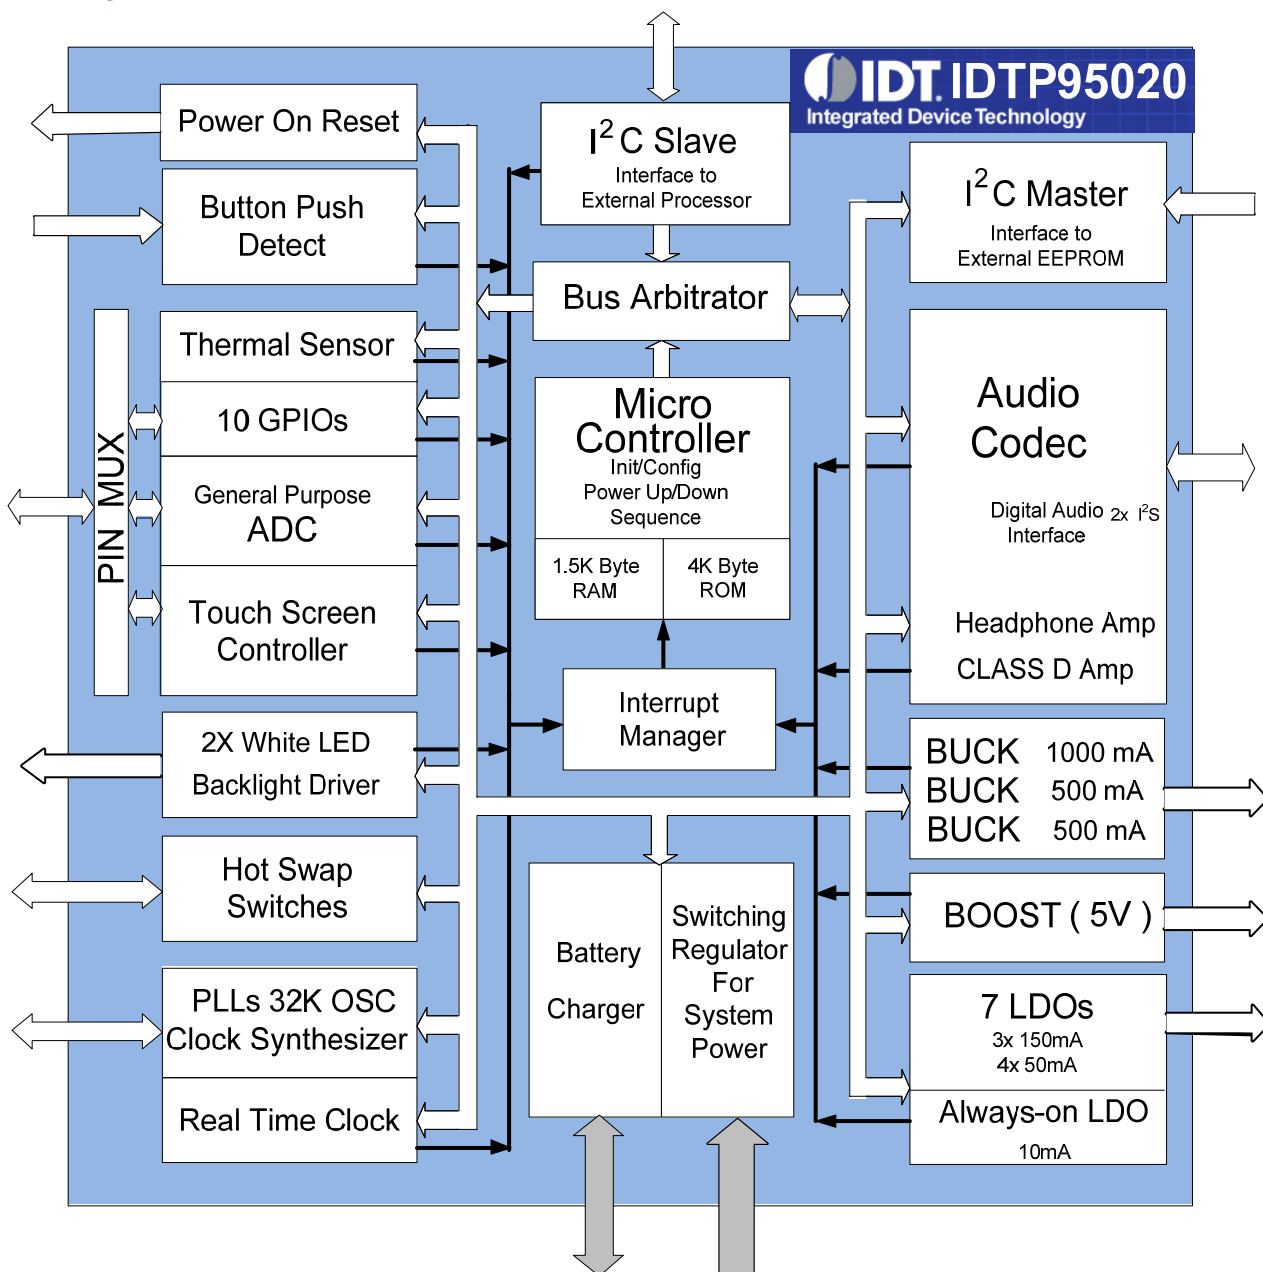 IDT. IDTP95020
Integrated Device Technology
Power On Reset
Button Push
Detect
Thermal Sensor
10 GPIOs
General Purpose
ADC
Touch Screen
Controller
PIN MUX
2X White LED
Backlight Driver
Hot Swap
Switches
PLLs 32K OSC
Clock Synthesizer
Real Time Clock
I²C Slave
Interface to
External Processor
Bus Arbitrator
Micro
Controller
Init/Config
Power Up/Down
Sequence
1.5K Byte
RAM
4K Byte
ROM
Interrupt
Manager
Battery
Charger
Switching
Regulator
For
System
Power
I²C Master
Interface to
External EEPROM
Audio
Codec
Digital Audio 2x I²S
Interface
Headphone Amp
CLASS D Amp
BUCK 1000 mA
BUCK 500 mA
BUCK 500 mA
BOOST ( 5V )
7 LDOs
3x 150mA
4x 50mA
Always-on LDO
10mA